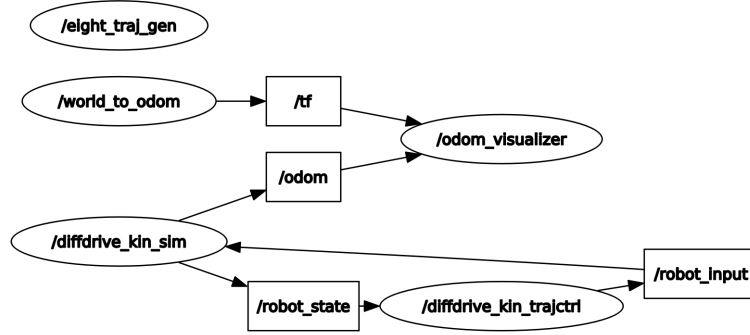 /eight_traj_gen
/world_to_odom
/tf
/odom_visualizer
/odom
/diffdrive_kin_sim
/robot_input
/robot_state
/diffdrive_kin_trajctrl